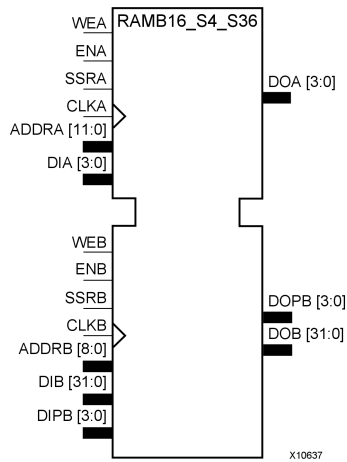 RAMB16_S4_S36
WEA
ENA
SSRA
CLKA
ADDRA [11:0]
DIA [3:0]
DOA [3:0]
WEB
ENB
SSRB
CLKB
ADDRB [8:0]
DIB [31:0]
DIPB [3:0]
DOPB [3:0]
DOB [31:0]
X10637